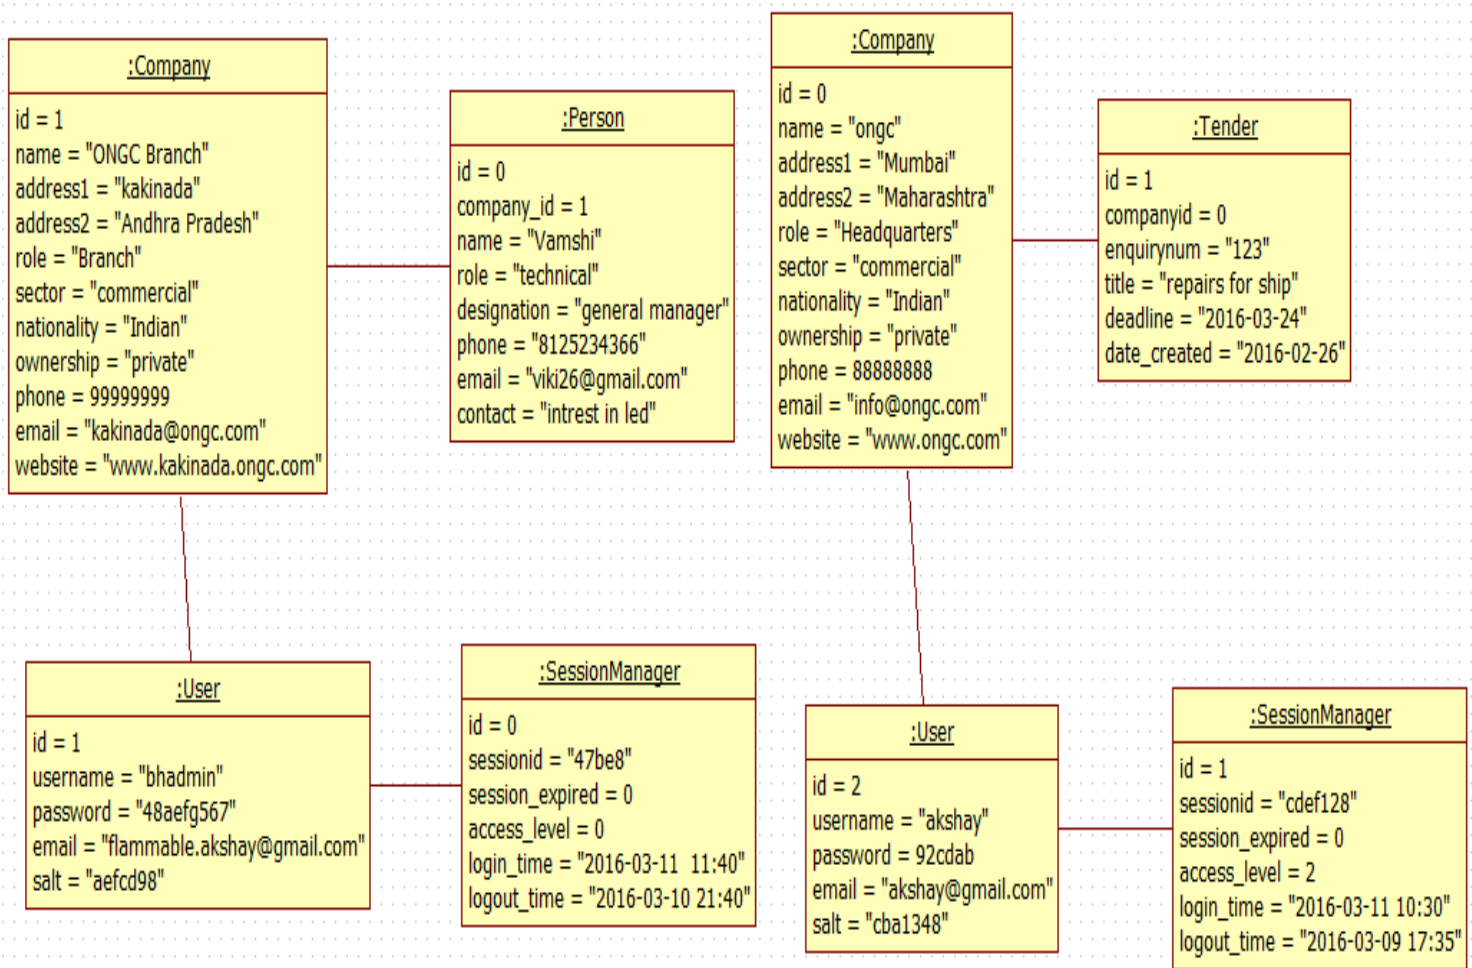 :Company
id = 1
name = "ONGC Branch"
address1 = "kakinada"
address2 = "Andhra Pradesh"
role = "Branch"
sector = "commercial"
nationality = "Indian"
ownership = "private"
phone = 99999999
email = "kakinada@ongc.com"
website = "www.kakinada.ongc.com"
:Person
id = 0
company_id = 1
name = "Vamshi"
role = "technical"
designation = "general manager"
phone = "8125234366"
email = "viki26@gmail.com"
contact = "intrest in led"
:Company
id = 0
name = "ongc"
address1 = "Mumbai"
address2 = "Maharashtra"
role = "Headquarters"
sector = "commercial"
nationality = "Indian"
ownership = "private"
phone = 88888888
email = "info@ongc.com"
website = "www.ongc.com"
:Tender
id = 1
companyid = 0
enquirynum = "123"
title = "repairs for ship"
deadline = "2016-03-24"
date_created = "2016-02-26"
:User
id = 1
username = "bhadmin"
password = "48aefg567"
email = "flammable.akshay@gmail.com"
salt = "aefcd98"
:SessionManager
id = 0
sessionid = "47be8"
session_expired = 0
access_level = 0
login_time = "2016-03-11  11:40"
logout_time = "2016-03-10 21:40"
:User
id = 2
username = "akshay"
password = 92cdab
email = "akshay@gmail.com"
salt = "cba1348"
:SessionManager
id = 1
sessionid = "cdef128"
session_expired = 0
access_level = 2
login_time = "2016-03-11 10:30"
logout_time = "2016-03-09 17:35"